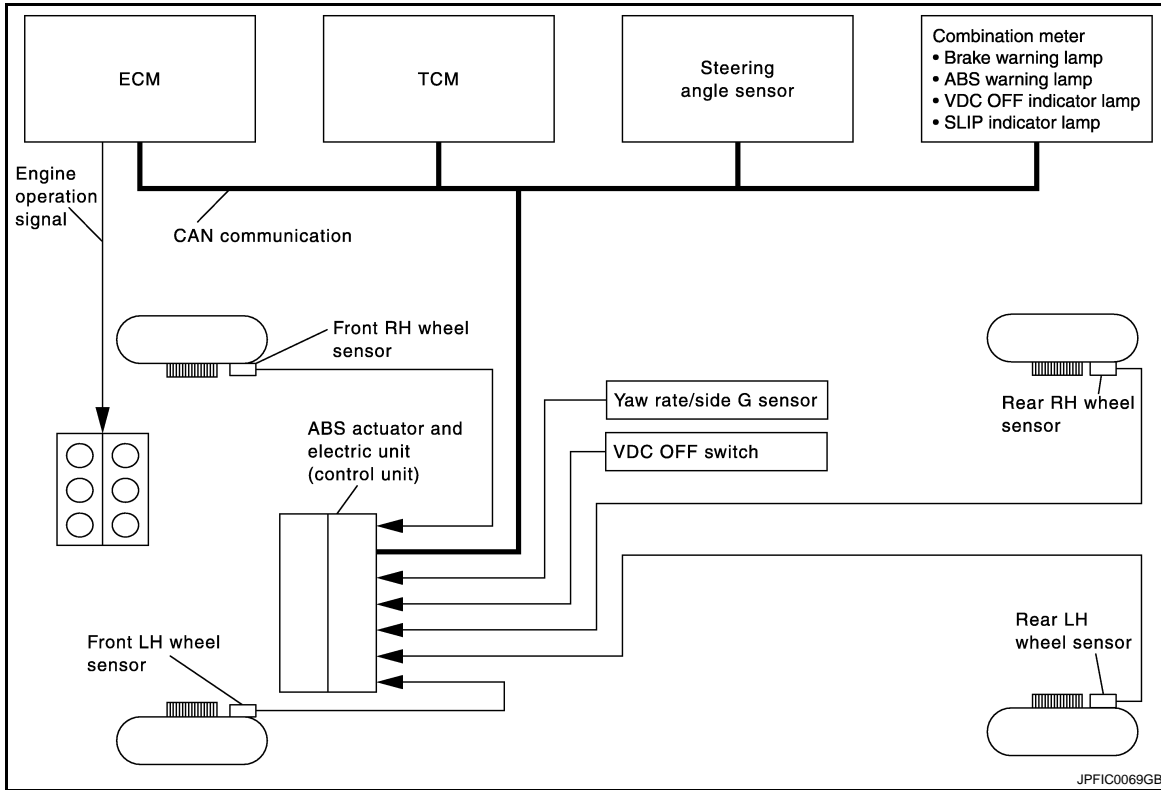 ECM
TCM
Steering
angle sensor
Combination meter
• Brake warning lamp
• ABS warning lamp
• VDC OFF indicator lamp
• SLIP indicator lamp
Engine
operation
signal
CAN communication
Front RH wheel
sensor
Yaw rate/side G sensor
Rear RH wheel
sensor
ABS actuator and
electric unit
(control unit)
VDC OFF switch
Front LH wheel
sensor
Rear LH
wheel sensor
JPFIC0069GB